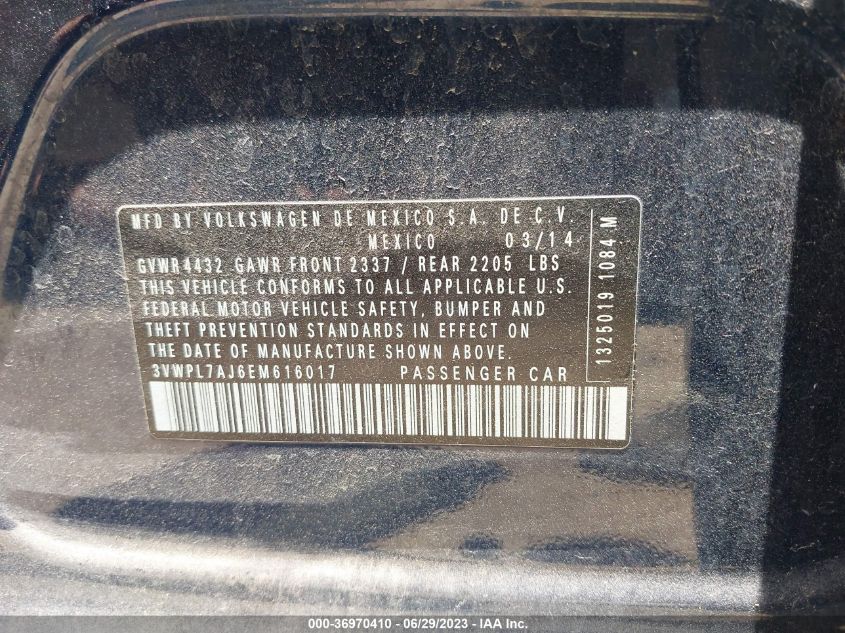 MFD BY VOLKSWAGEN DE MEXICO S.A. DE C.V.
MEXICO 03/14
GVWR4432 GAWR FRONT 2337 / REAR 2205 LBS
THIS VEHICLE CONFORMS TO ALL APPLICABLE U.S.
FEDERAL MOTOR VEHICLE SAFETY, BUMPER AND
THEFT PREVENTION STANDARDS IN EFFECT ON
THE DATE OF MANUFACTURE SHOWN ABOVE.
3VWPL7AJ6EM616017 PASSENGER CAR
1325019 1084 M
000-36970410 - 06/29/2023 - IAA Inc.